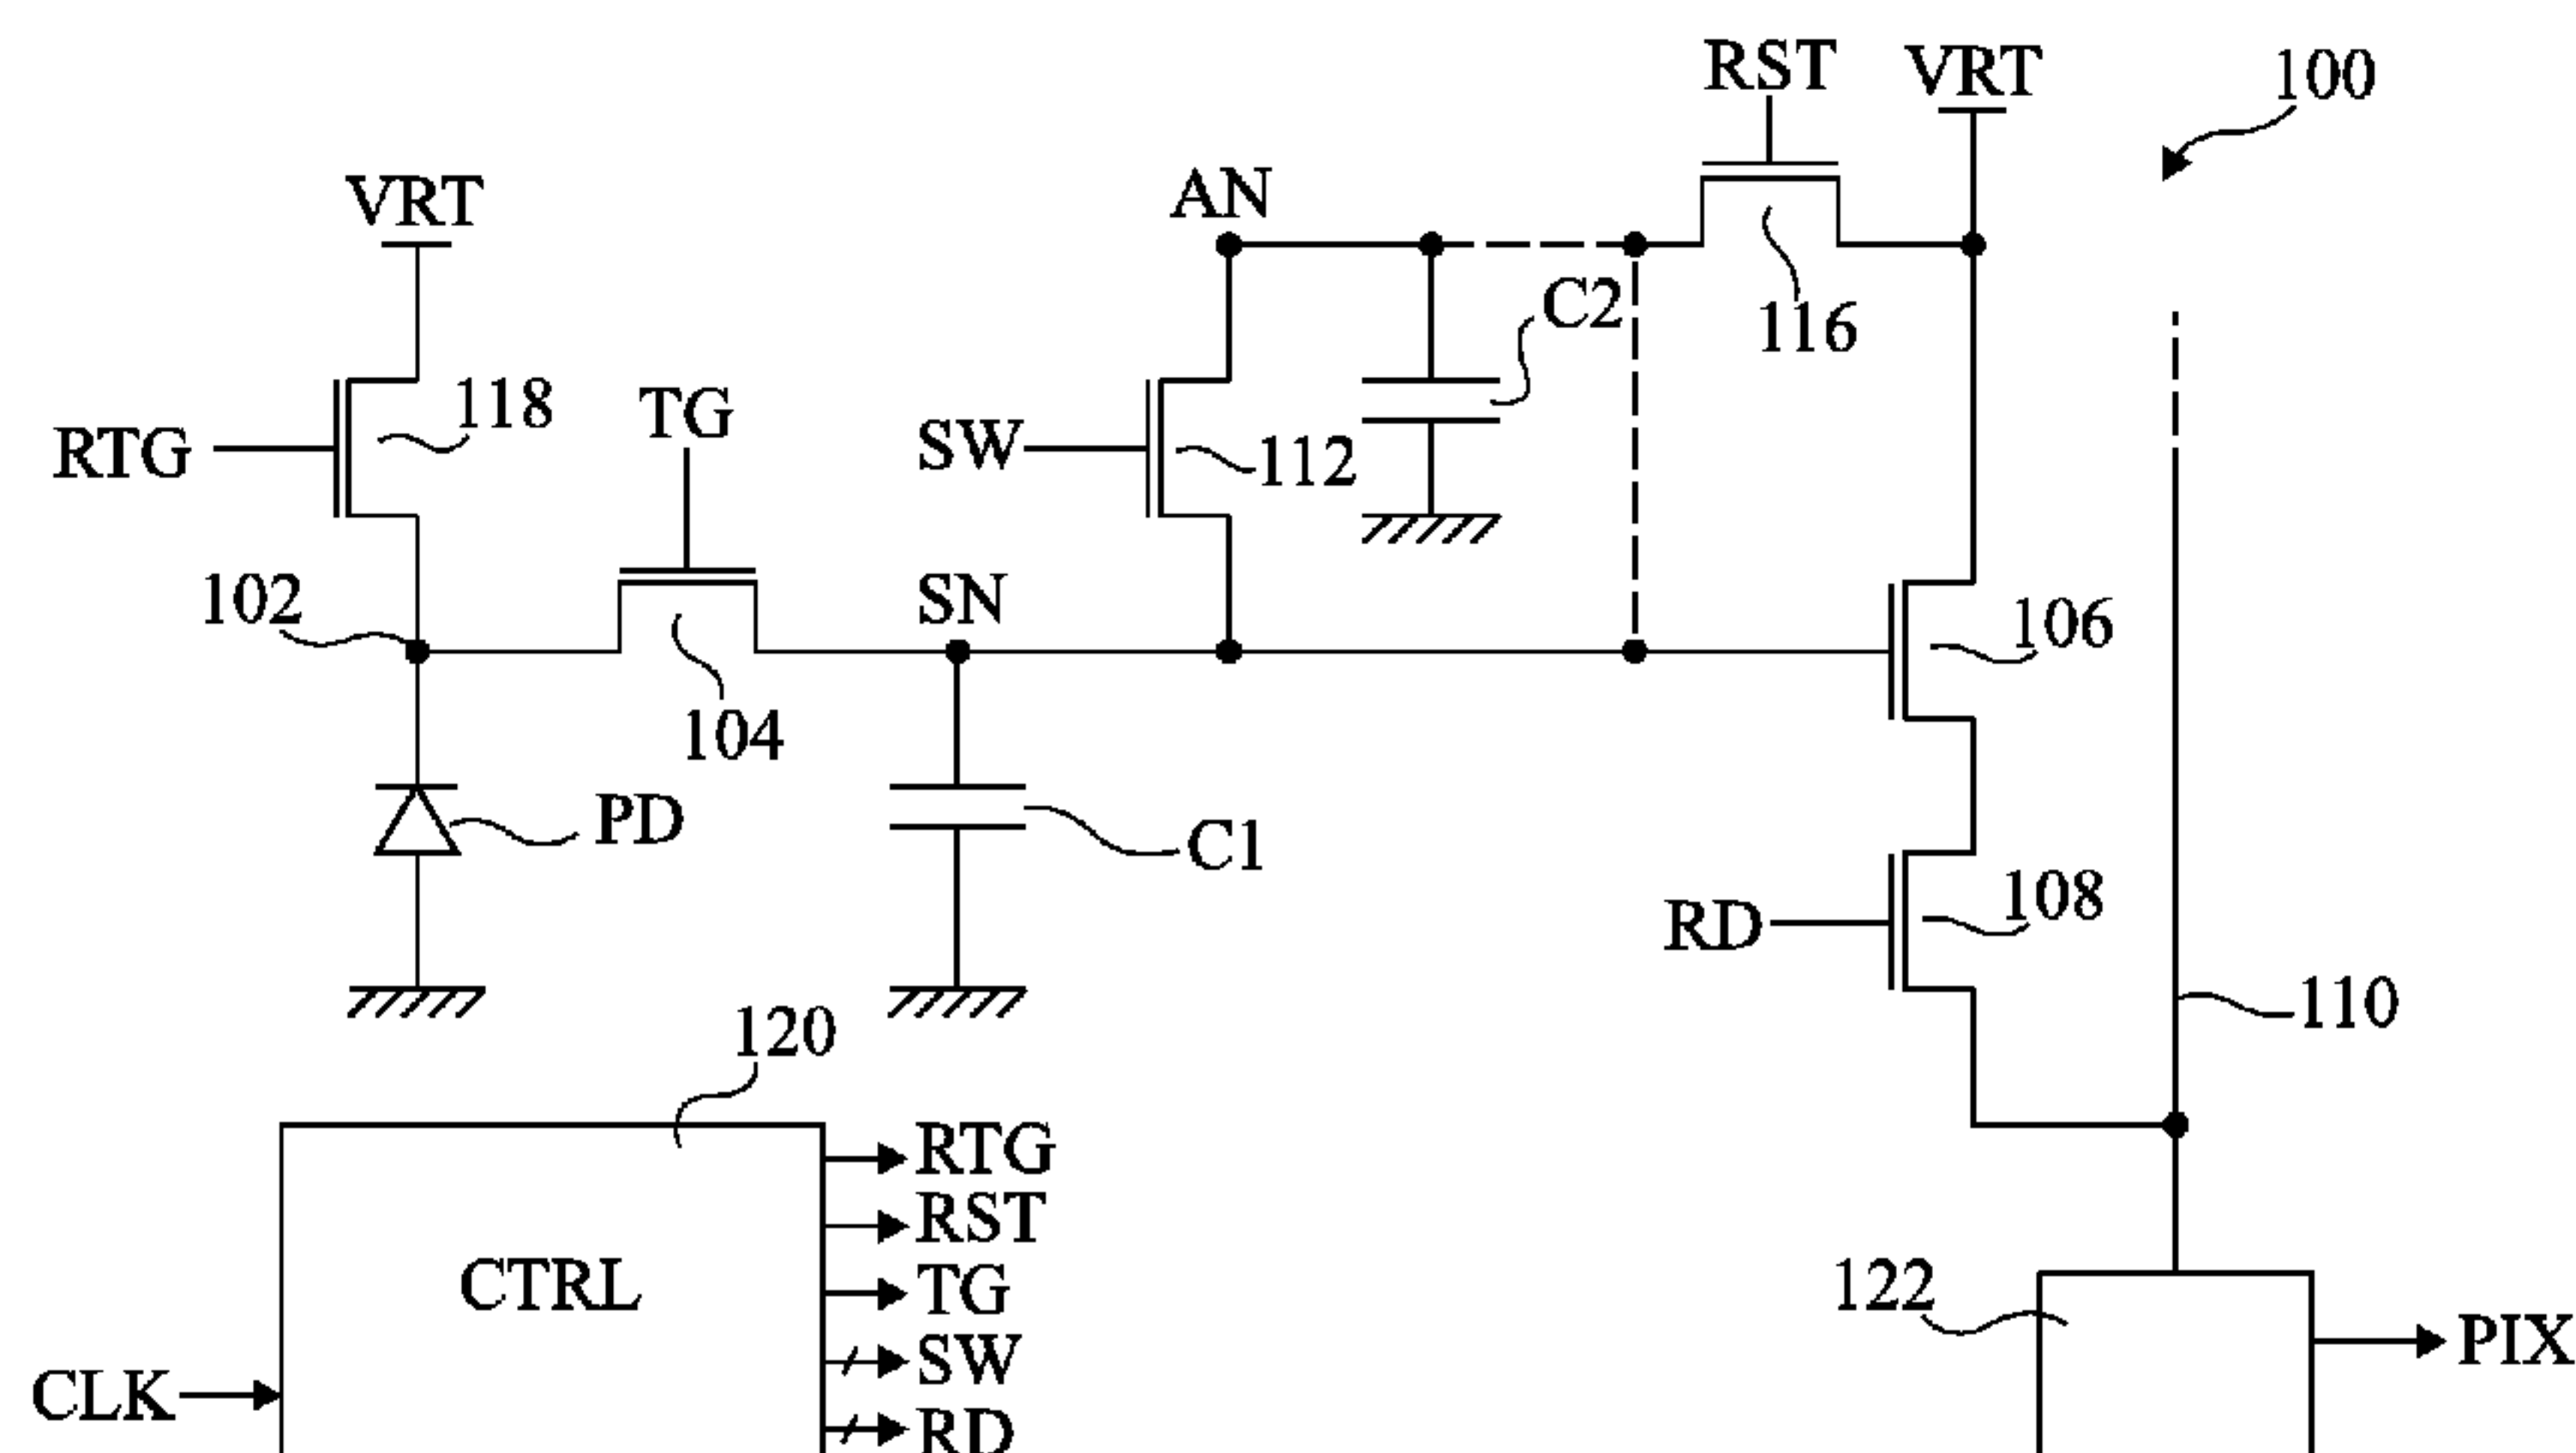 RST VRT 100
VRT AN
C2 116
RTG 118 TG SW 112
102 SN 106
104
PD C1 RD 108
110
120
RTG
RST
TG
SW
RD
CTRL
CLK
122
PIX